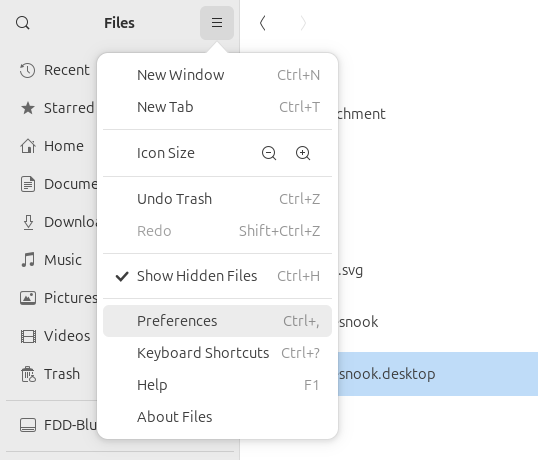 Files
Recent
Starred
Home
Docume
Downloa
Music
Pictures
Videos
Trash
FDD-Blu
New Window Ctrl+N
New Tab Ctrl+T
Icon Size
Undo Trash Ctrl+Z
Redo Shift+Ctrl+Z
Show Hidden Files Ctrl+H
Preferences Ctrl+,
Keyboard Shortcuts Ctrl+?
Help F1
About Files
chment
.svg
snook
snook.desktop